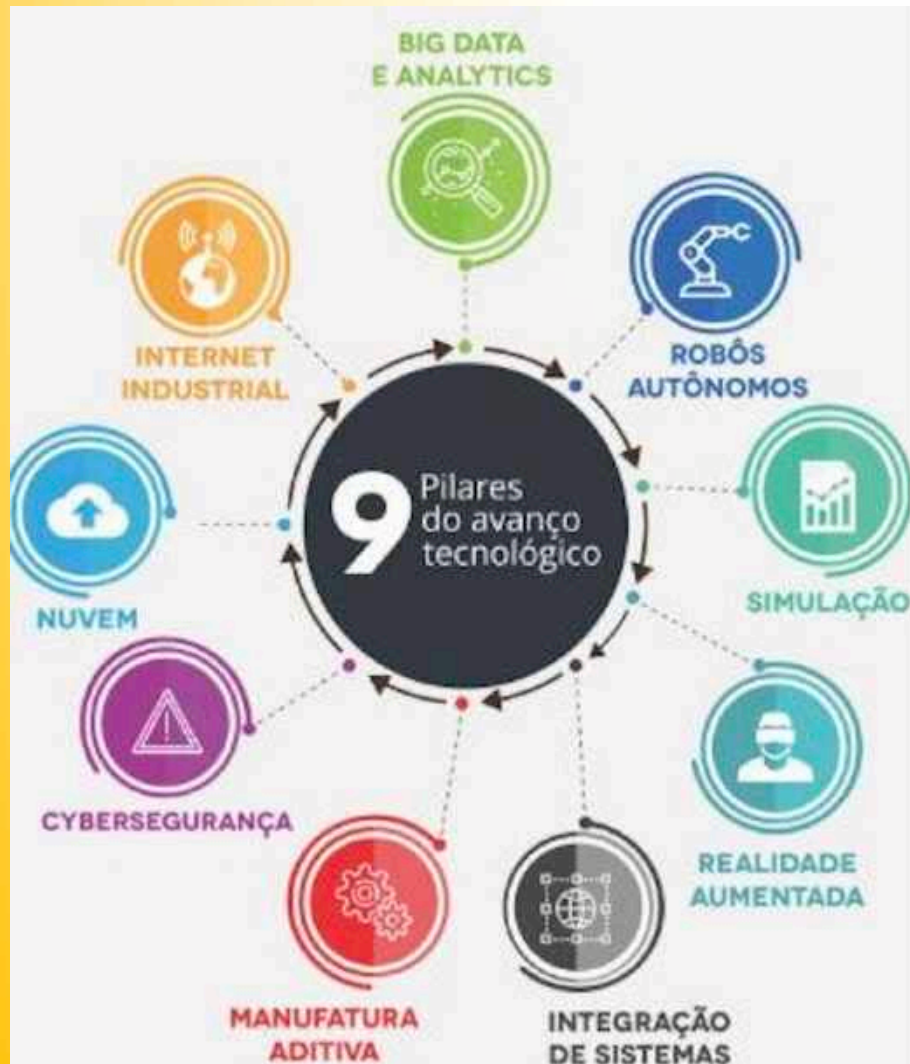 BIG DATA
E ANALYTICS
ROBÔS
AUTÔNOMOS
SIMULAÇÃO
REALIDADE
AUMENTADA
INTEGRAÇÃO
DE SISTEMAS
MANUFATURA
ADITIVA
CYBERSEGURANÇA
NUVEM
INTERNET
INDUSTRIAL
9 Pilares
do avanço
tecnológico